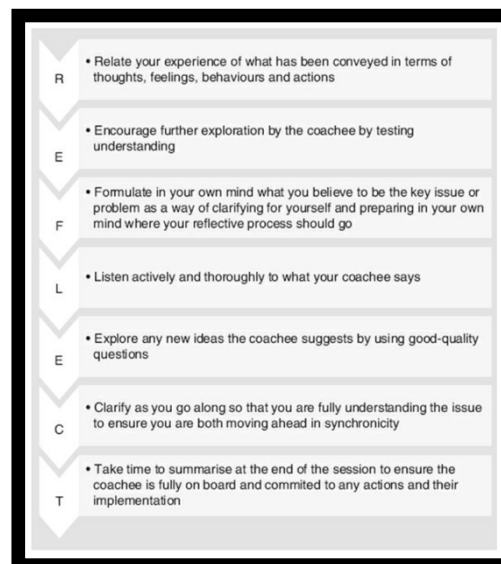 R
• Relate your experience of what has been conveyed in terms of
thoughts, feelings, behaviours and actions
E
• Encourage further exploration by the coachee by testing
understanding
F
• Formulate in your own mind what you believe to be the key issue or
problem as a way of clarifying for yourself and preparing in your own
mind where your reflective process should go
L
• Listen actively and thoroughly to what your coachee says
E
• Explore any new ideas the coachee suggests by using good-quality
questions
C
• Clarify as you go along so that you are fully understanding the issue
to ensure you are both moving ahead in synchronicity
T
• Take time to summarise at the end of the session to ensure the
coachee is fully on board and commited to any actions and their
implementation